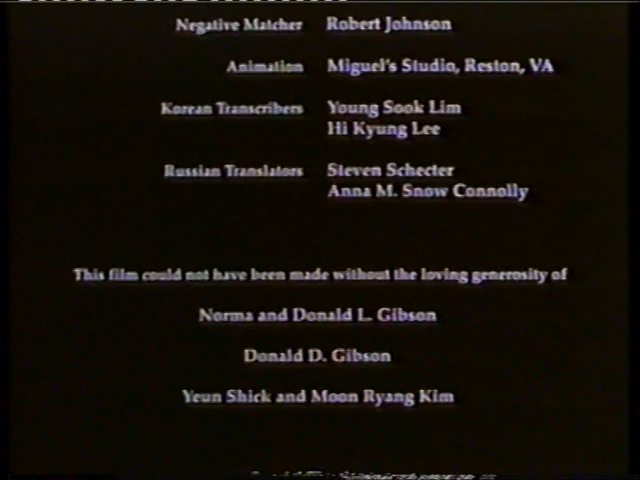 Negative Matcher Robert Johnson
Animation Miguel's Studio, Reston, VA
Korean Transcribers Young Sook Lim
Hi Kyung Lee
Russian Translators Steven Schecter
Anna M. Snow Connolly
This film could not have been made without the loving generosity of
Norma and Donald L. Gibson
Donald D. Gibson
Yeun Shick and Moon Ryang Kim